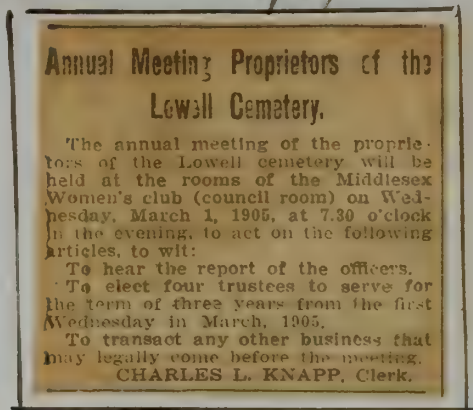 Annual Meeting Proprietors of the
Lowell Cemetery.
The annual meeting of the proprie-
tors of the Lowell cemetery will be
held at the rooms of the Middlesex
Women's club (council room) on Wed-
nesday, March 1, 1905, at 7.30 o'clock
in the evening, to act on the following
articles, to wit:
To hear the report of the officers.
To elect four trustees to serve for
the term of three years from the first
Wednesday in March, 1905.
To transact any other business that
may legally come before the meeting.
CHARLES L. KNAPP, Clerk.